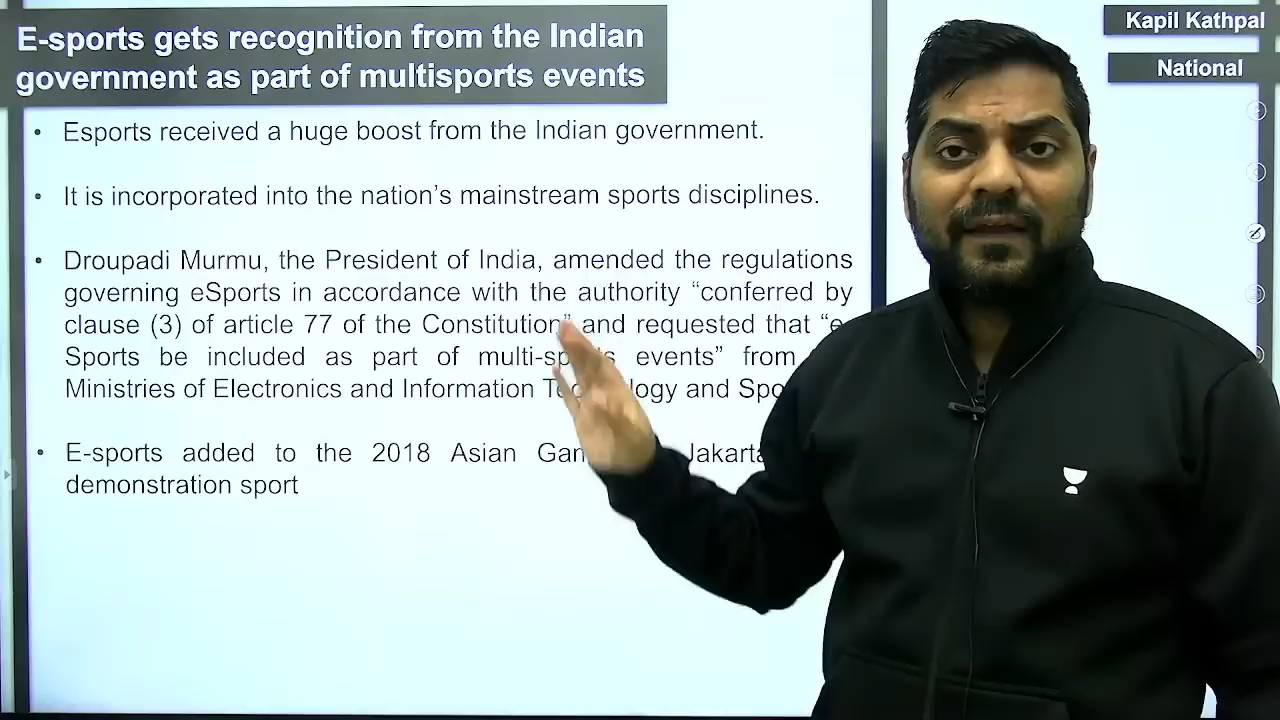 E-sports gets recognition from the Indian
government as part of multisports events
Kapil Kathpal
National
• Esports received a huge boost from the Indian government.
• It is incorporated into the nation’s mainstream sports disciplines.
• Droupadi Murmu, the President of India, amended the regulations
governing eSports in accordance with the authority “conferred by
clause (3) of article 77 of the Constitution” and requested that “e
Sports be included as part of events” from
Ministries of Electronics and Information and
• E-sports added to the 2018 Asian Jakarta
demonstration sport